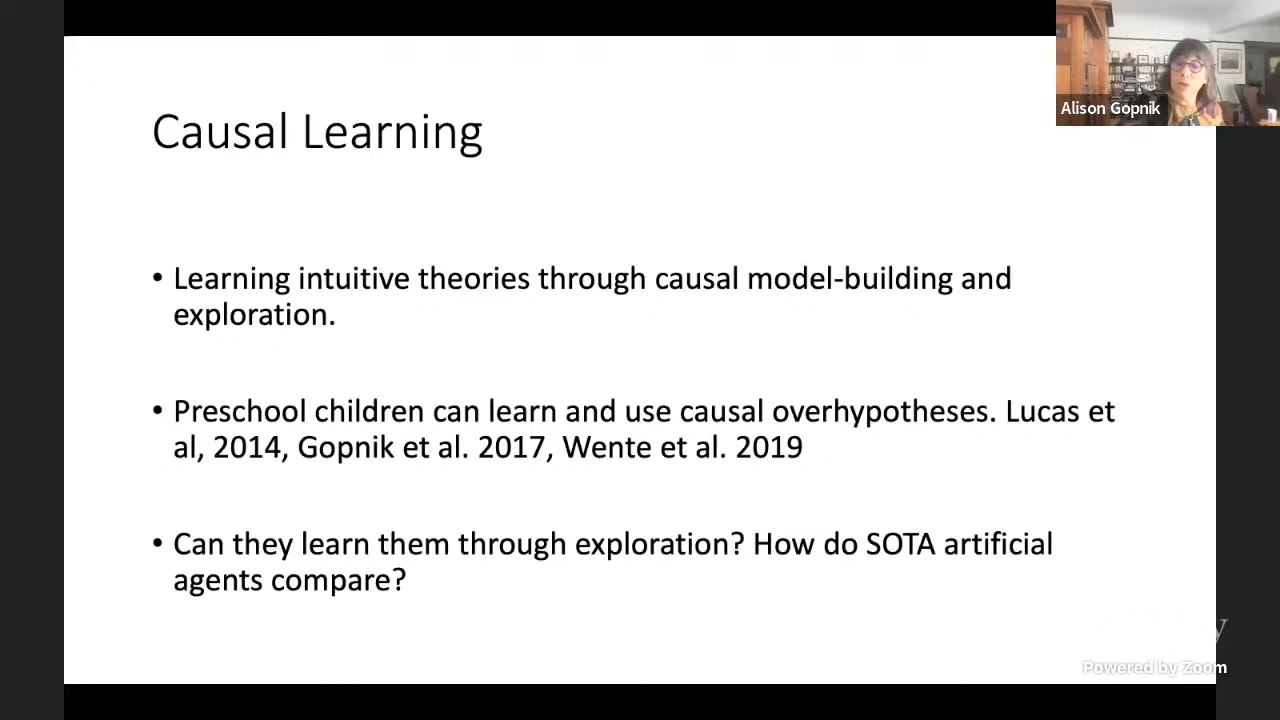 Alison Gopnik
Causal Learning
• Learning intuitive theories through causal model-building and
exploration.
• Preschool children can learn and use causal overhypotheses. Lucas et
al, 2014, Gopnik et al. 2017, Wente et al. 2019
• Can they learn them through exploration? How do SOTA artificial
agents compare?
Powered by Zoom